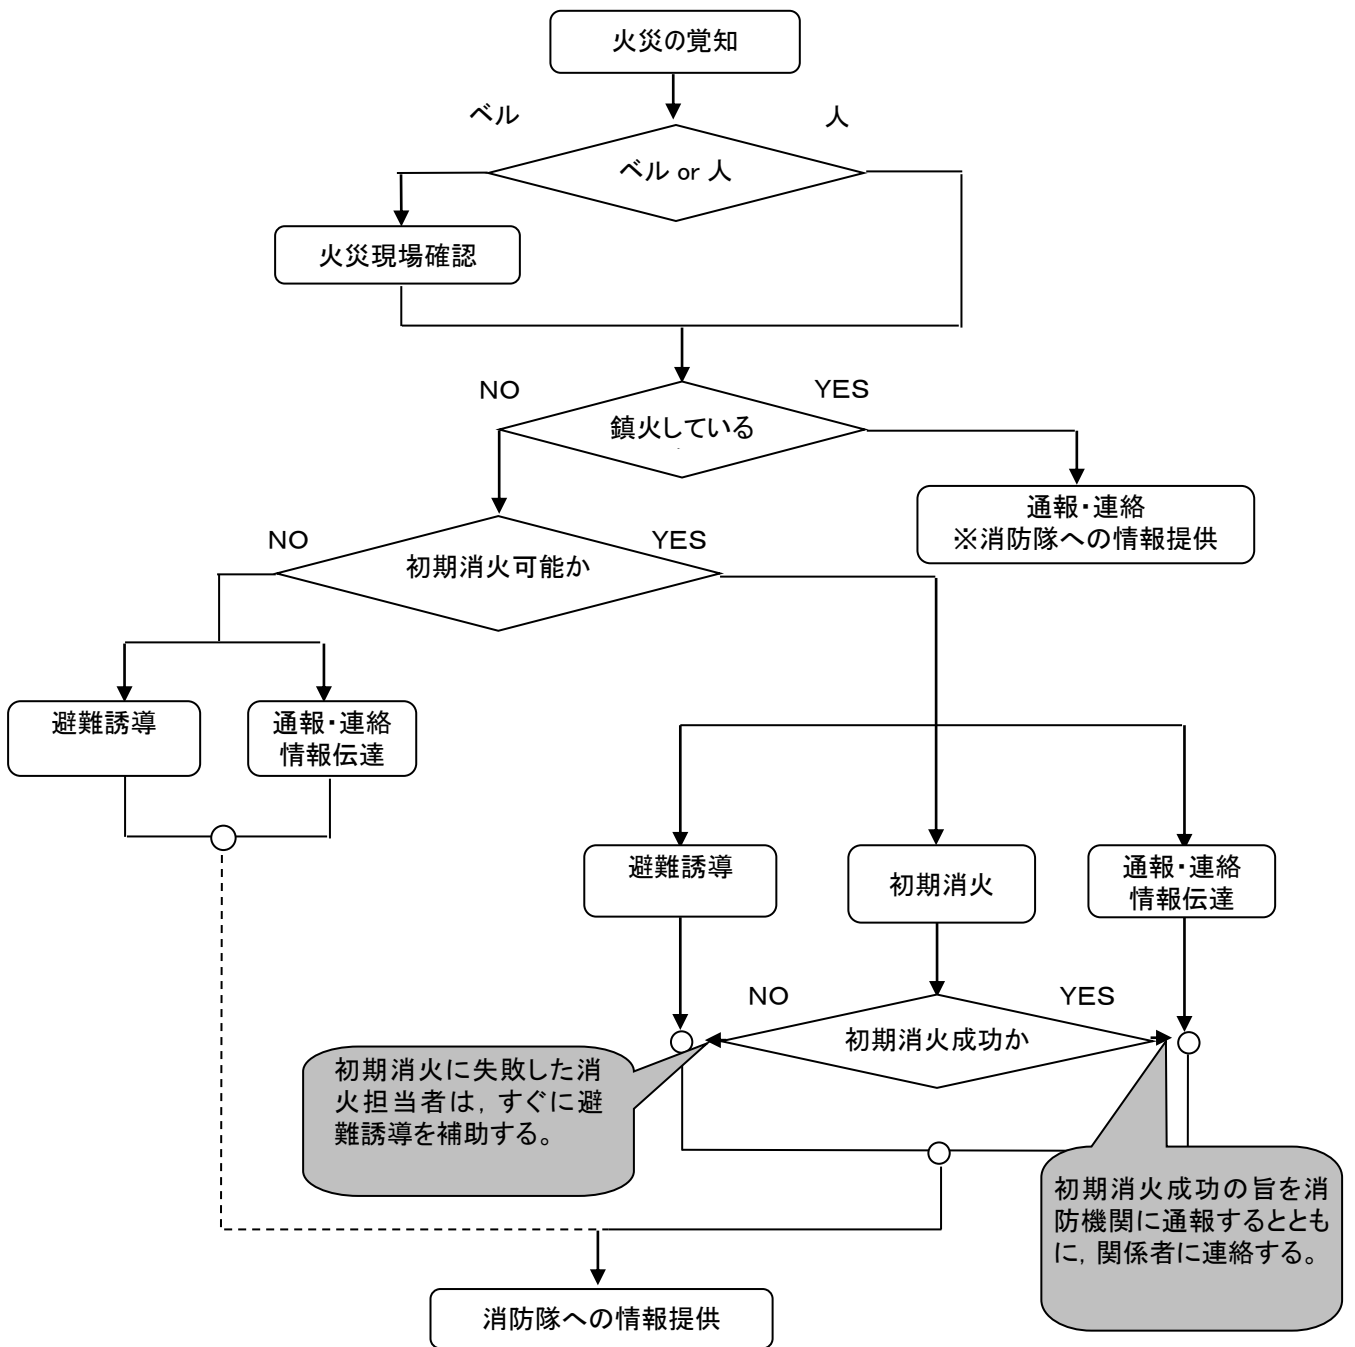 火災の覚知
ベル
人
ベル or 人
火災現場確認
NO
YES
鎮火している
通報・連絡
※消防隊への情報提供
NO
YES
初期消火可能か
避難誘導
通報・連絡
情報伝達
避難誘導
初期消火
通報・連絡
情報伝達
NO
YES
初期消火成功か
初期消火に失敗した消
火担当者は，すぐに避
難誘導を補助する。
初期消火成功の旨を消
防機関に通報するととも
に，関係者に連絡する。
消防隊への情報提供